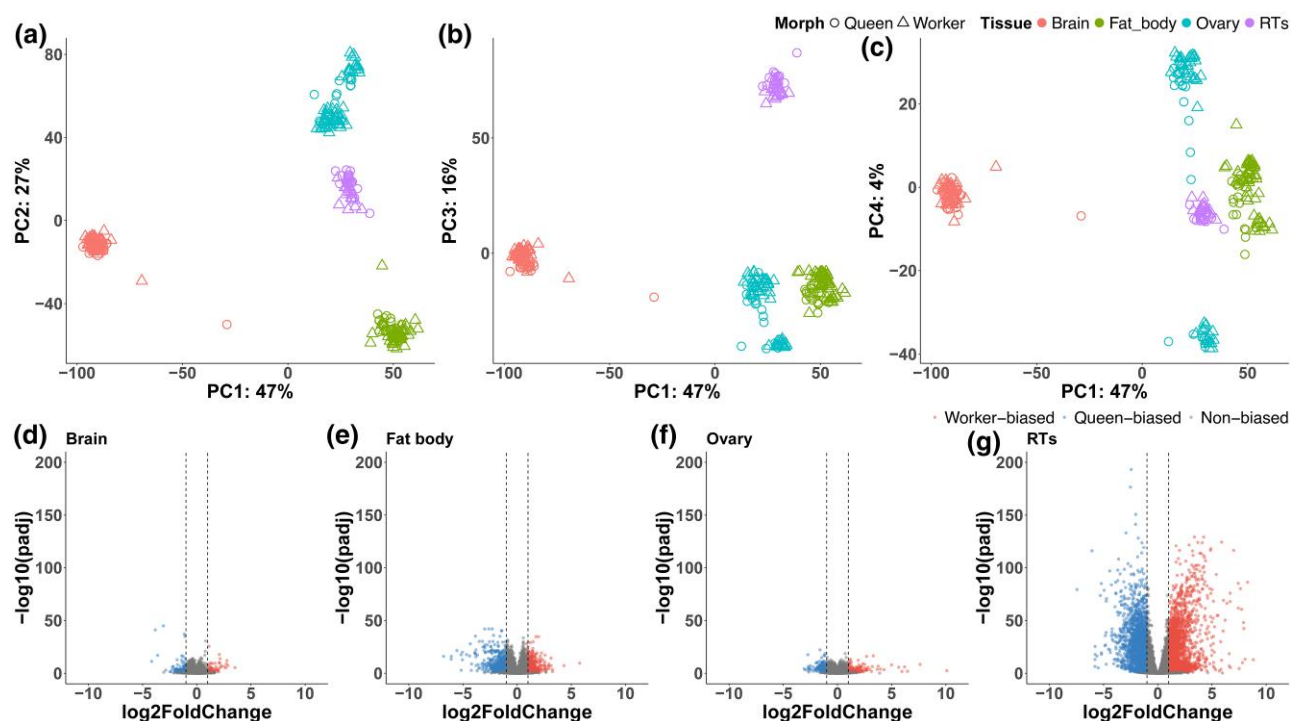 Morph Queen Worker Tissue Brain Fat_body Ovary RTs
(a)
80
40
0
−40
PC2: 27%
−100 −50 0 50
PC1: 47%
(b)
50
0
PC3: 16%
−100 −50 0 50
PC1: 47%
(c)
20
0
−20
−40
PC4: 4%
−100 −50 0 50
PC1: 47%
Worker−biased Queen−biased Non−biased
(d) Brain
200
150
100
50
0
−log10(padj)
−10 −5 0 5 10
log2FoldChange
(e) Fat body
200
150
100
50
0
−log10(padj)
−10 −5 0 5 10
log2FoldChange
(f) Ovary
200
150
100
50
0
−log10(padj)
−10 −5 0 5 10
log2FoldChange
(g) RTs
200
150
100
50
0
−log10(padj)
−10 −5 0 5 10
log2FoldChange